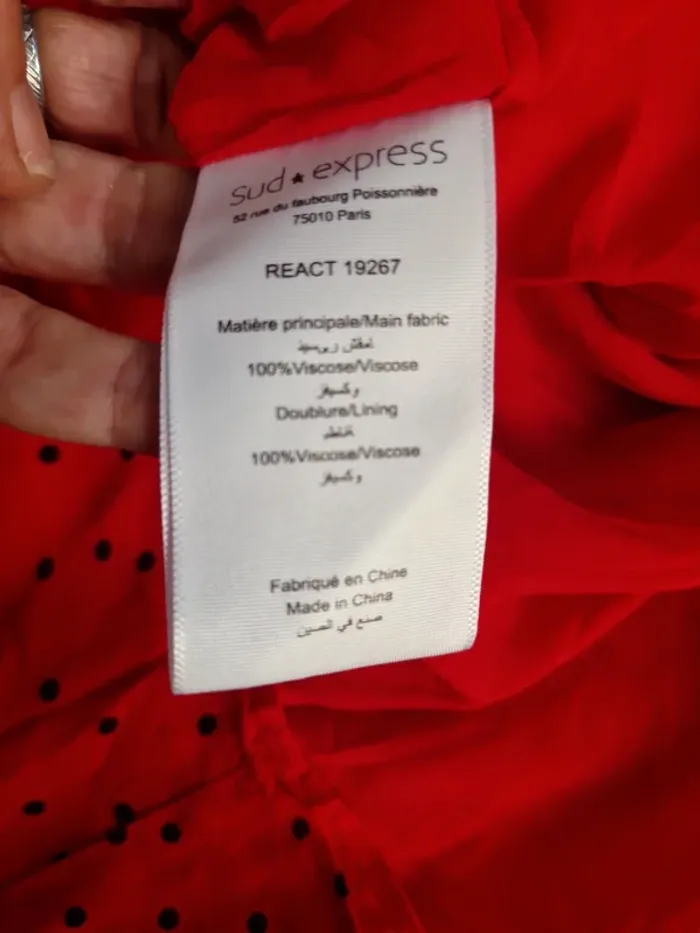 sud★express
52 rue du faubourg Poissonnière
75010 Paris
REACT 19267
Matière principale/Main fabric
100%Viscose/Viscose
Doublure/Lining
100%Viscose/Viscose
Fabriqué en Chine
Made in China
صنع في الصين